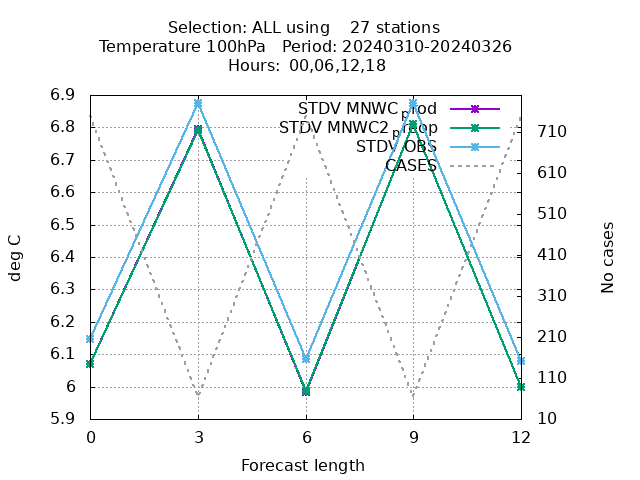 Selection: ALL using    27 stations
Temperature 100hPa   Period: 20240310-20240326
Hours:  00,06,12,18
STDV MNWC_prod
STDV MNWC2_preop
STDV OBS
CASES
6.9
6.8
6.7
6.6
6.5
6.4
6.3
6.2
6.1
6
5.9
deg C
710
610
510
410
310
210
110
10
No cases
0 3 6 9 12
Forecast length